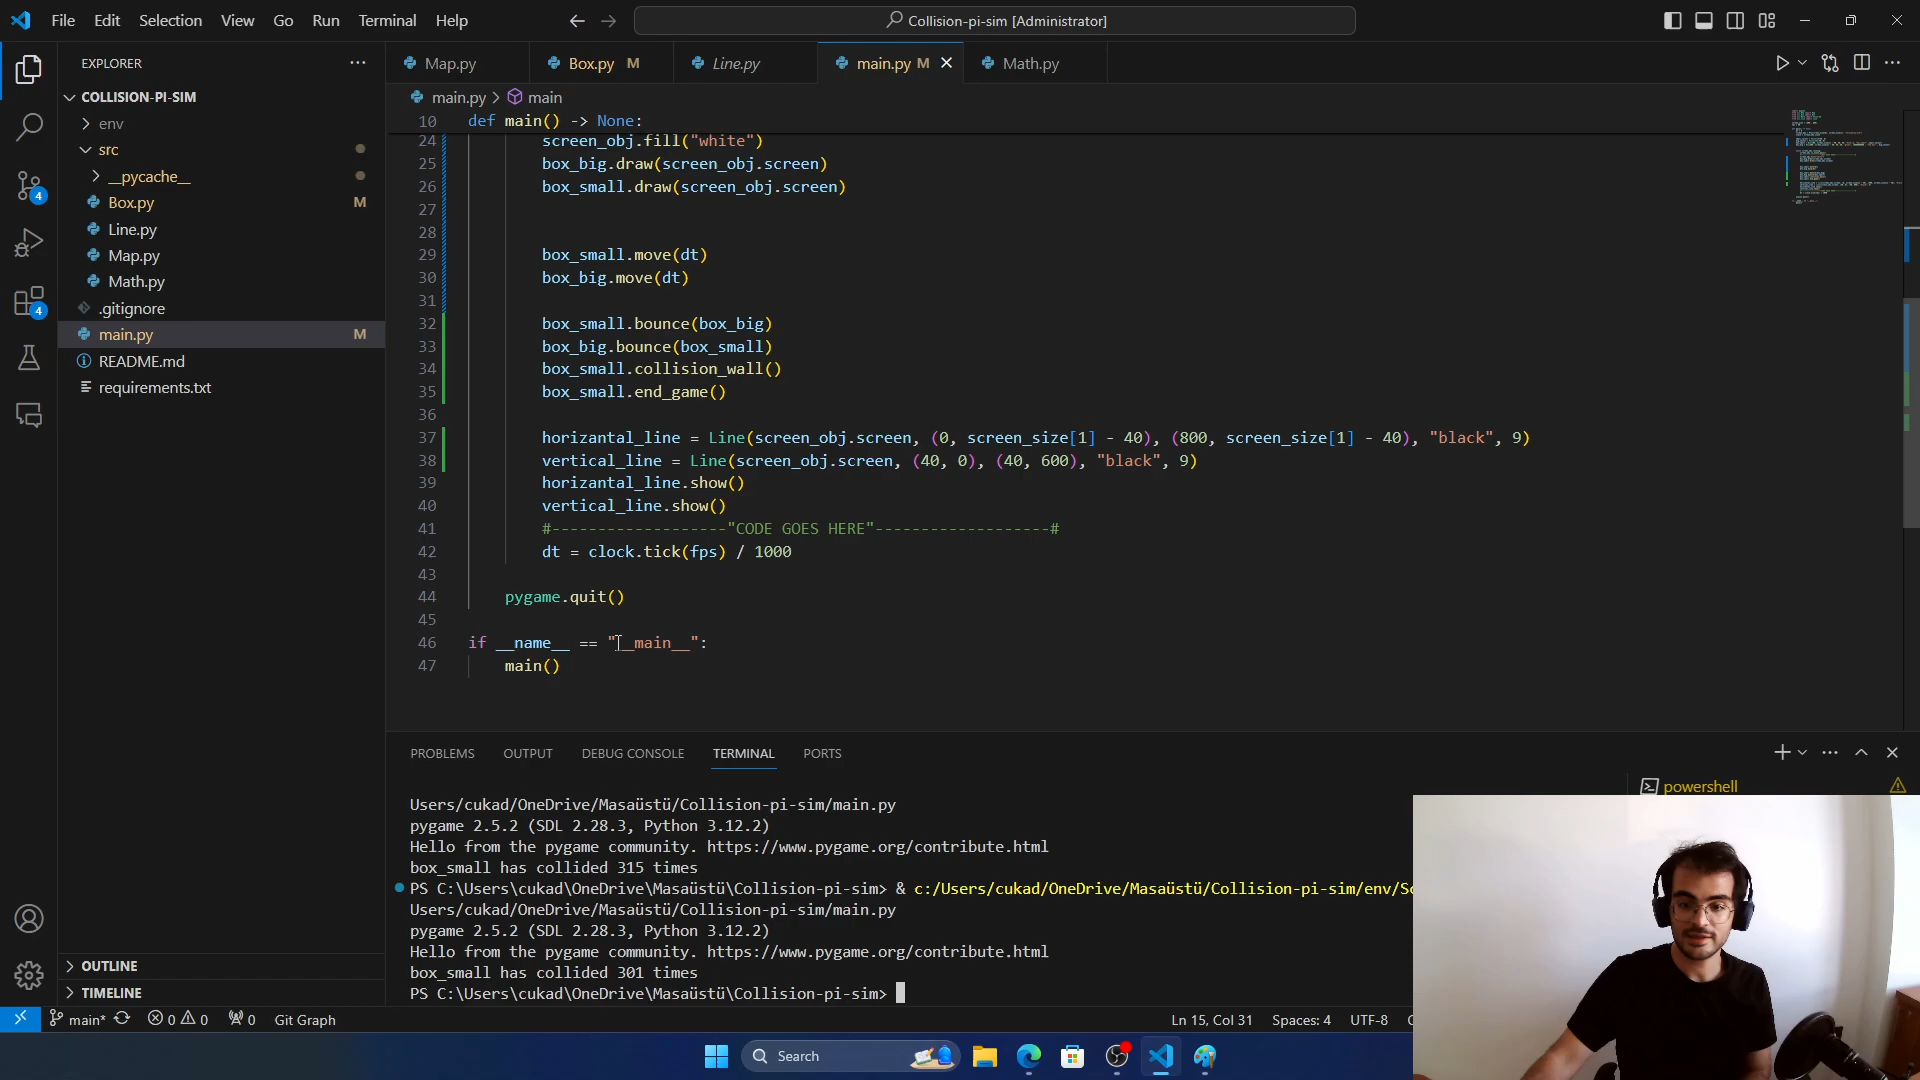 File Edit Selection View Go Run Terminal Help
Collision-pi-sim [Administrator]
EXPLORER
Map.py
Box.py M
Line.py
main.py M
Math.py
COLLISION-PI-SIM
main.py > main
env
10 def main() -> None:
src
24 screen_obj.fill("white")
25 box_big.draw(screen_obj.screen)
__pycache__
26 box_small.draw(screen_obj.screen)
Box.py M
27
Line.py
28
Map.py
29 box_small.move(dt)
Math.py
30 box_big.move(dt)
.gitignore
31
main.py M
32 box_small.bounce(box_big)
README.md
33 box_big.bounce(box_small)
requirements.txt
34 box_small.collision_wall()
35 box_small.end_game()
36
37 horizantal_line = Line(screen_obj.screen, (0, screen_size[1] - 40), (800, screen_size[1] - 40), "black", 9)
38 vertical_line = Line(screen_obj.screen, (40, 0), (40, 600), "black", 9)
39 horizantal_line.show()
40 vertical_line.show()
41 #-------------------"CODE GOES HERE"-------------------#
42 dt = clock.tick(fps) / 1000
43
44 pygame.quit()
45
46 if __name__ == "__main__":
47 main()
4
4
PROBLEMS OUTPUT DEBUG CONSOLE TERMINAL PORTS
powershell
Users/cukad/OneDrive/Masaüstü/Collision-pi-sim/main.py
pygame 2.5.2 (SDL 2.28.3, Python 3.12.2)
Hello from the pygame community. https://www.pygame.org/contribute.html
box_small has collided 315 times
PS C:\Users\cukad\OneDrive\Masaüstü\Collision-pi-sim> & c:/Users/cukad/OneDrive/Masaüstü/Collision-pi-sim/env/Sc
Users/cukad/OneDrive/Masaüstü/Collision-pi-sim/main.py
pygame 2.5.2 (SDL 2.28.3, Python 3.12.2)
Hello from the pygame community. https://www.pygame.org/contribute.html
box_small has collided 301 times
PS C:\Users\cukad\OneDrive\Masaüstü\Collision-pi-sim>
OUTLINE
TIMELINE
main* 0 0 0 Git Graph
Ln 15, Col 31 Spaces: 4 UTF-8
Search